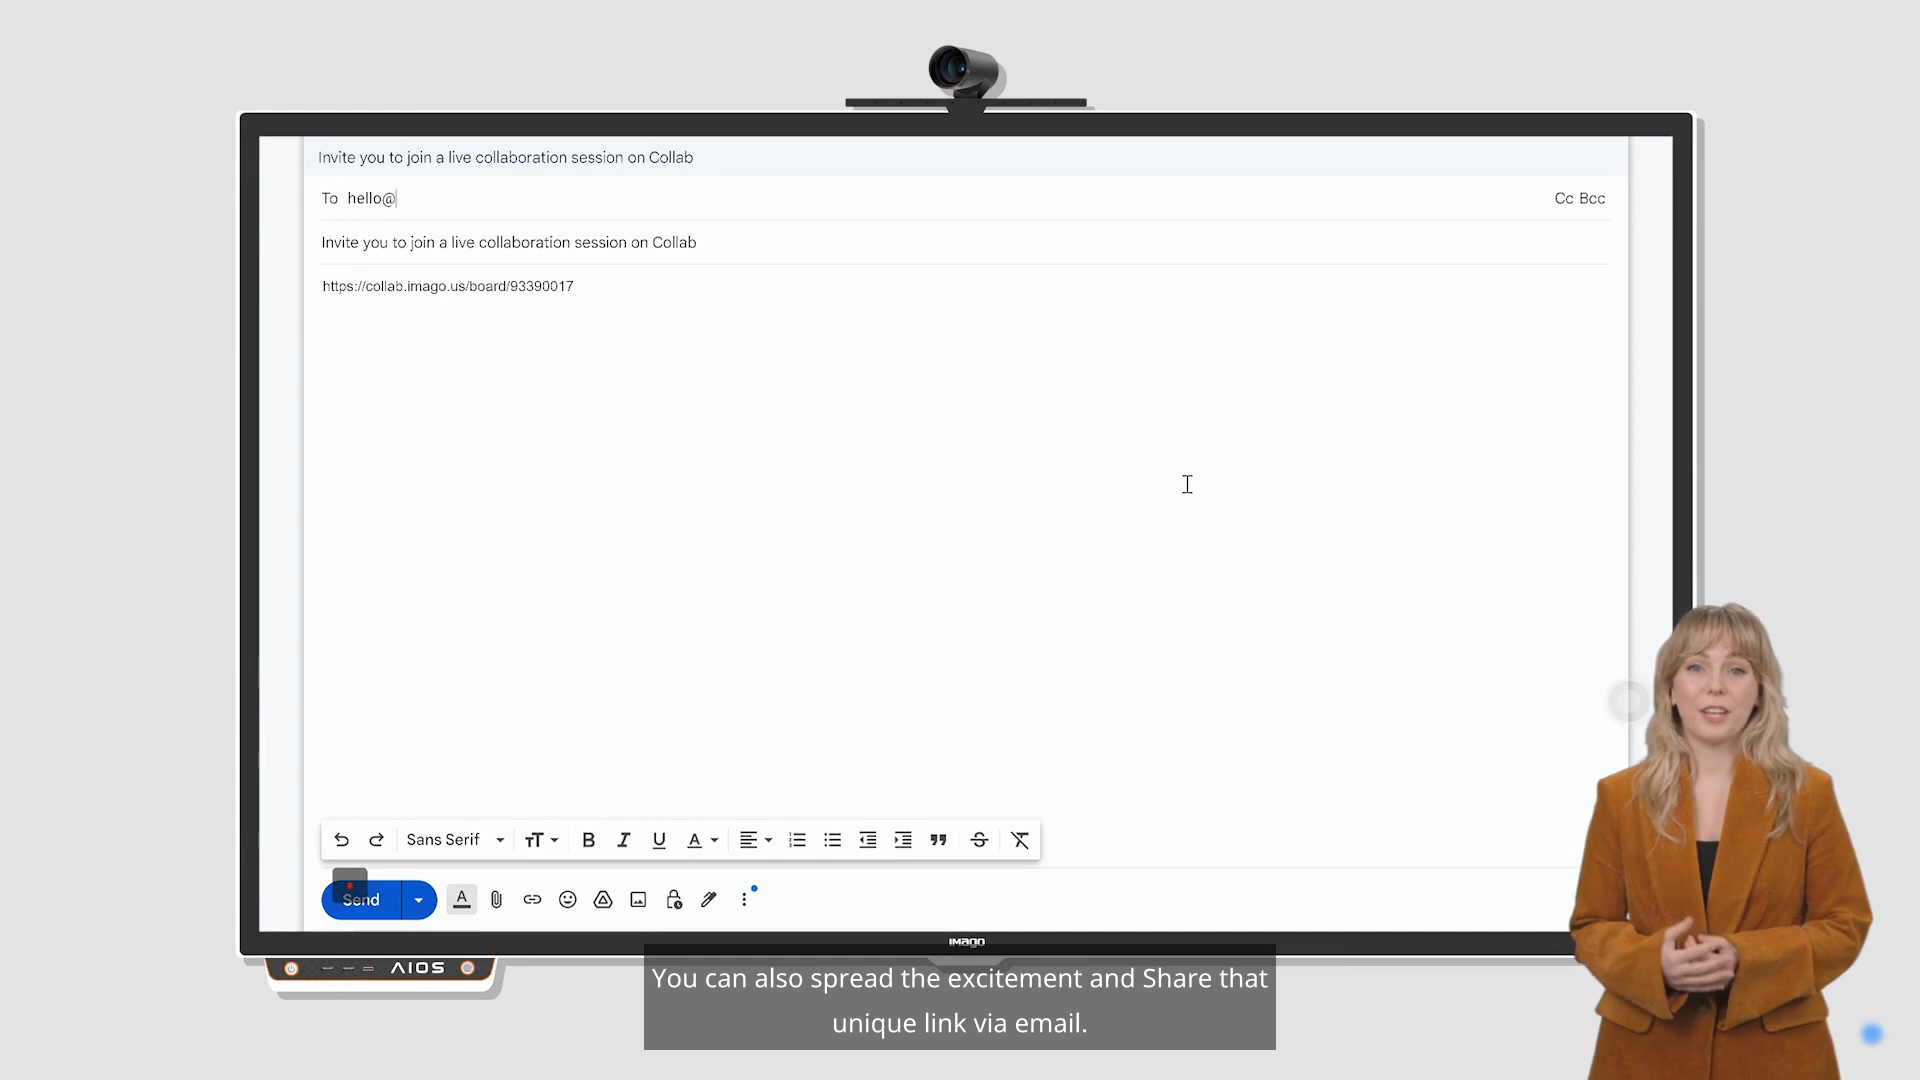 Invite you to join a live collaboration session on Collab
To hello@ Cc Bcc
Invite you to join a live collaboration session on Collab
https://collab.imago.us/board/93390017
Sans Serif
Send
IMAGO
AIOS
You can also spread the excitement and Share that
unique link via email.